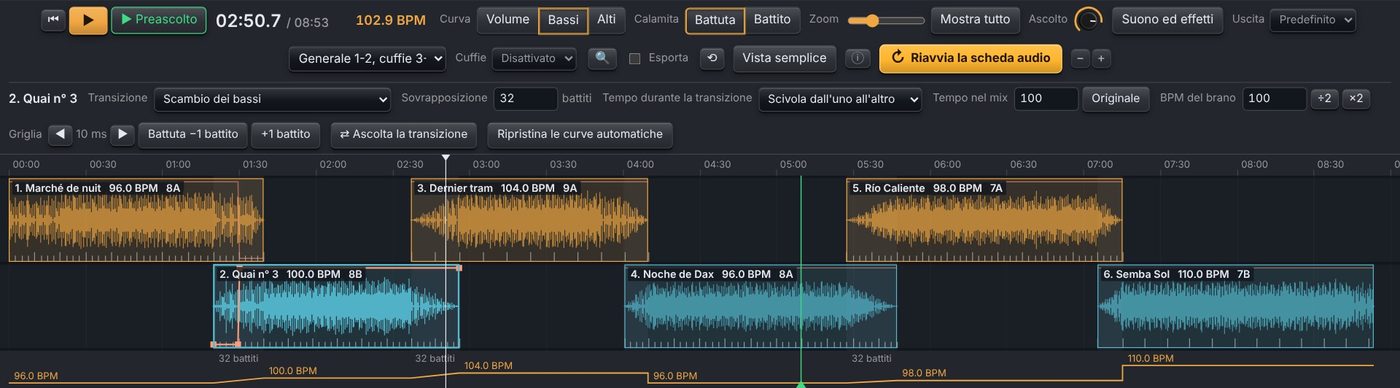 Preascolto 02:50.7 / 08:53 102.9 BPM Curva Volume Bassi Alti Calamita Battuta Battito Zoom Mostra tutto Ascolto Suono ed effetti Uscita Predefinito
Generale 1-2, cuffie 3- Cuffie Disattivato Esporta Vista semplice Riavvia la scheda audio − +
2. Quai n° 3 Transizione Scambio dei bassi Sovrapposizione 32 battiti Tempo durante la transizione Scivola dall'uno all'altro Tempo nel mix 100 Originale BPM del brano 100 ÷2 ×2
Griglia ◀ 10 ms ▶ Battuta −1 battito +1 battito ⇄ Ascolta la transizione Ripristina le curve automatiche
00:00 00:30 01:00 01:30 02:00 02:30 03:00 03:30 04:00 04:30 05:00 05:30 06:00 06:30 07:00 07:30 08:00 08:30
1. Marché de nuit 96.0 BPM 8A 3. Dernier tram 104.0 BPM 9A 5. Río Caliente 98.0 BPM 7A
2. Quai n° 3 100.0 BPM 8B 4. Noche de Dax 96.0 BPM 8A 6. Semba Sol 110.0 BPM 7B
32 battiti 32 battiti 32 battiti
96.0 BPM 100.0 BPM 104.0 BPM 96.0 BPM 98.0 BPM 110.0 BPM